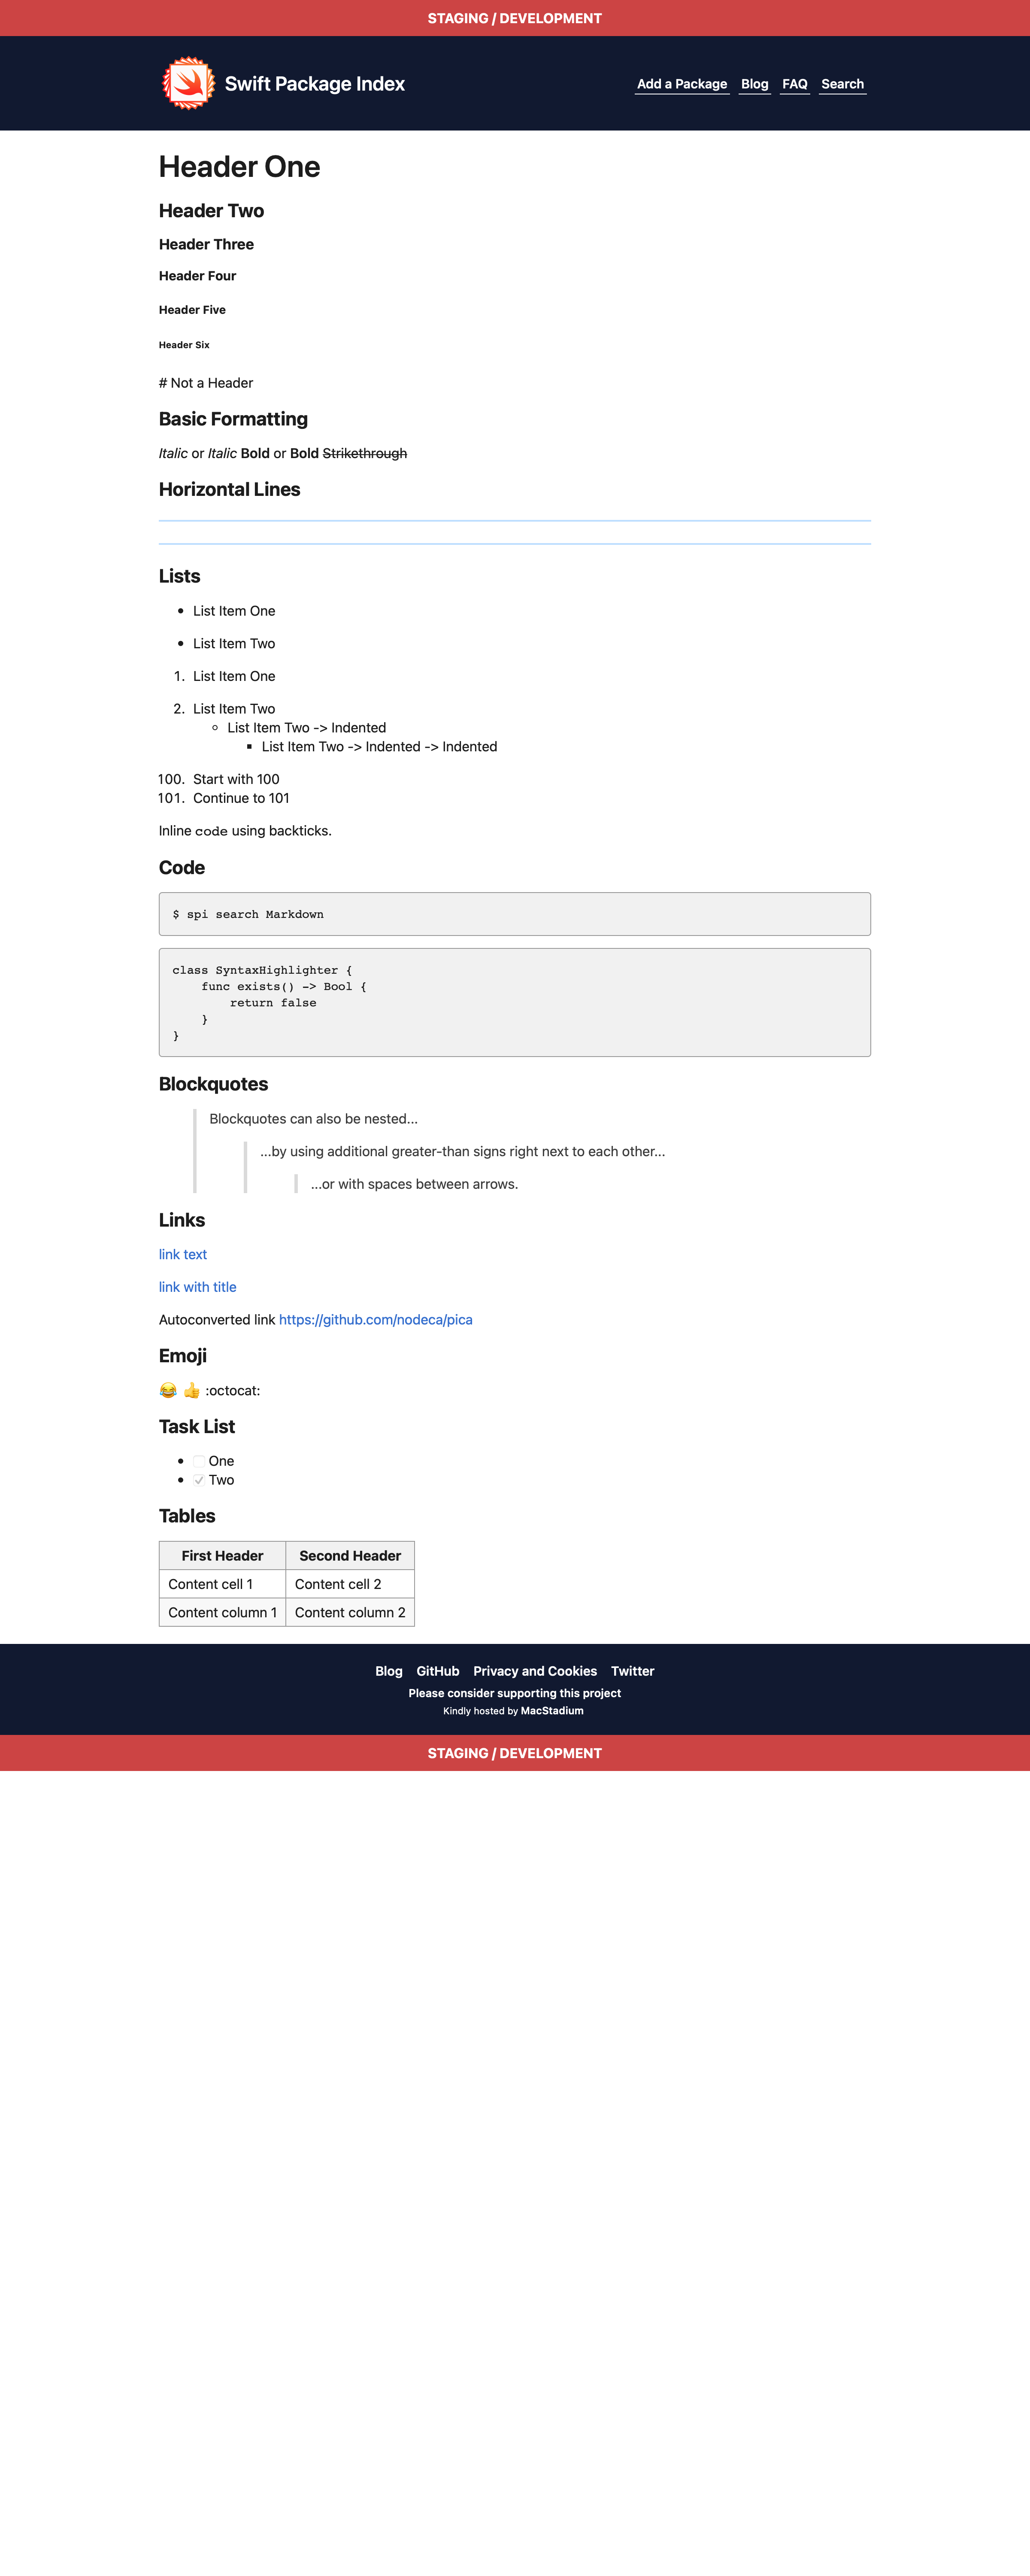 STAGING / DEVELOPMENT
Swift Package Index
Add a Package Blog FAQ Search
Header One
Header Two
Header Three
Header Four
Header Five
Header Six
# Not a Header
Basic Formatting
Italic or Italic Bold or Bold Strikethrough
Horizontal Lines
Lists
• List Item One
• List Item Two
1. List Item One
2. List Item Two
◦ List Item Two -> Indented
▪ List Item Two -> Indented -> Indented
100. Start with 100
101. Continue to 101
Inline code using backticks.
Code
$ spi search Markdown
class SyntaxHighlighter {
    func exists() -> Bool {
        return false
    }
}
Blockquotes
Blockquotes can also be nested...
...by using additional greater-than signs right next to each other...
...or with spaces between arrows.
Links
link text
link with title
Autoconverted link https://github.com/nodeca/pica
Emoji
😂 👍 :octocat:
Task List
• One
• Two
Tables
First Header Second Header
Content cell 1 Content cell 2
Content column 1 Content column 2
Blog GitHub Privacy and Cookies Twitter
Please consider supporting this project
Kindly hosted by MacStadium
STAGING / DEVELOPMENT